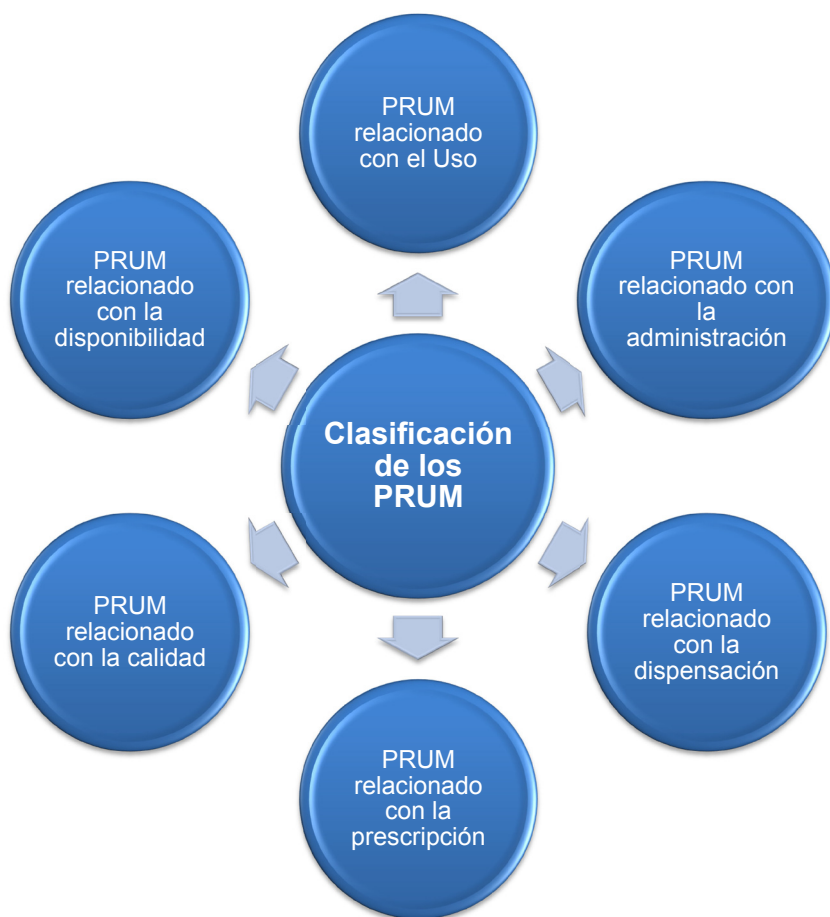 PRUM
relacionado
con el Uso
PRUM
relacionado con
la
administración
PRUM
relacionado
con la
dispensación
PRUM
relacionado
con la
prescripción
PRUM
relacionado
con la calidad
PRUM
relacionado
con la
disponibilidad
Clasificación
de los
PRUM